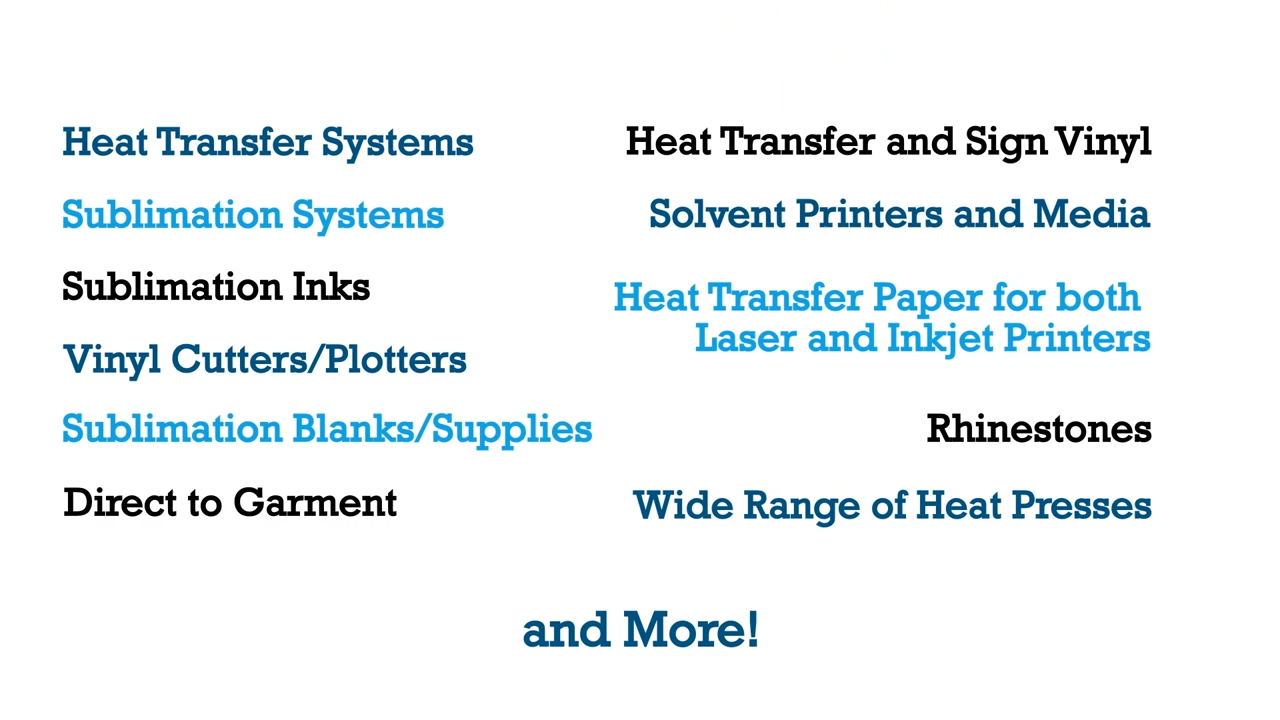 Heat Transfer Systems
Sublimation Systems
Sublimation Inks
Vinyl Cutters/Plotters
Sublimation Blanks/Supplies
Direct to Garment
Heat Transfer and Sign Vinyl
Solvent Printers and Media
Heat Transfer Paper for both
Laser and Inkjet Printers
Rhinestones
Wide Range of Heat Presses
and More!